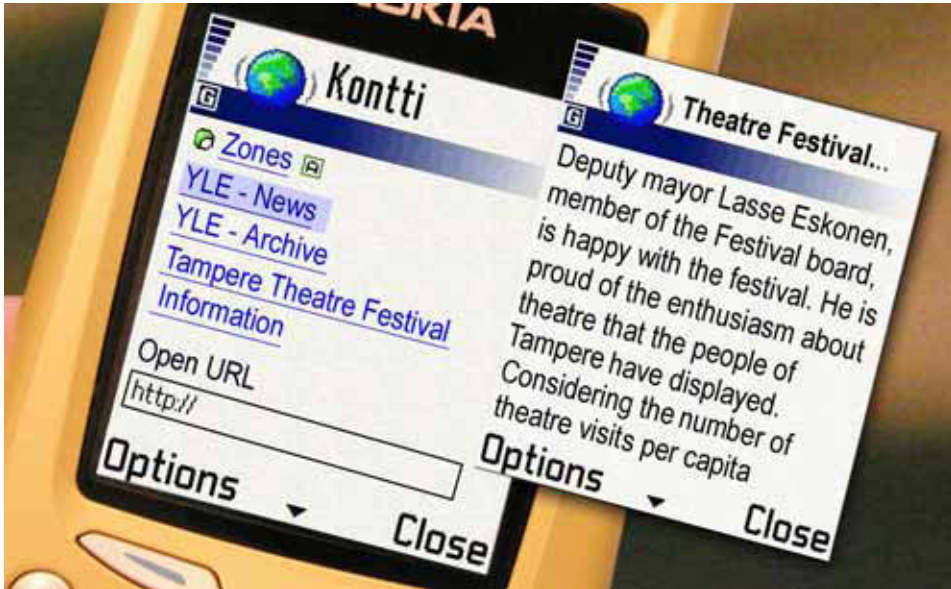 NOKIA
Kontti
G
Zones A
YLE - News
YLE - Archive
Tampere Theatre Festival
Information
Open URL
http://
Options
Close
Theatre Festival...
G
Deputy mayor Lasse Eskonen,
member of the Festival board,
is happy with the festival. He is
proud of the enthusiasm about
theatre that the people of
Tampere have displayed.
Considering the number of
theatre visits per capita
Options
Close